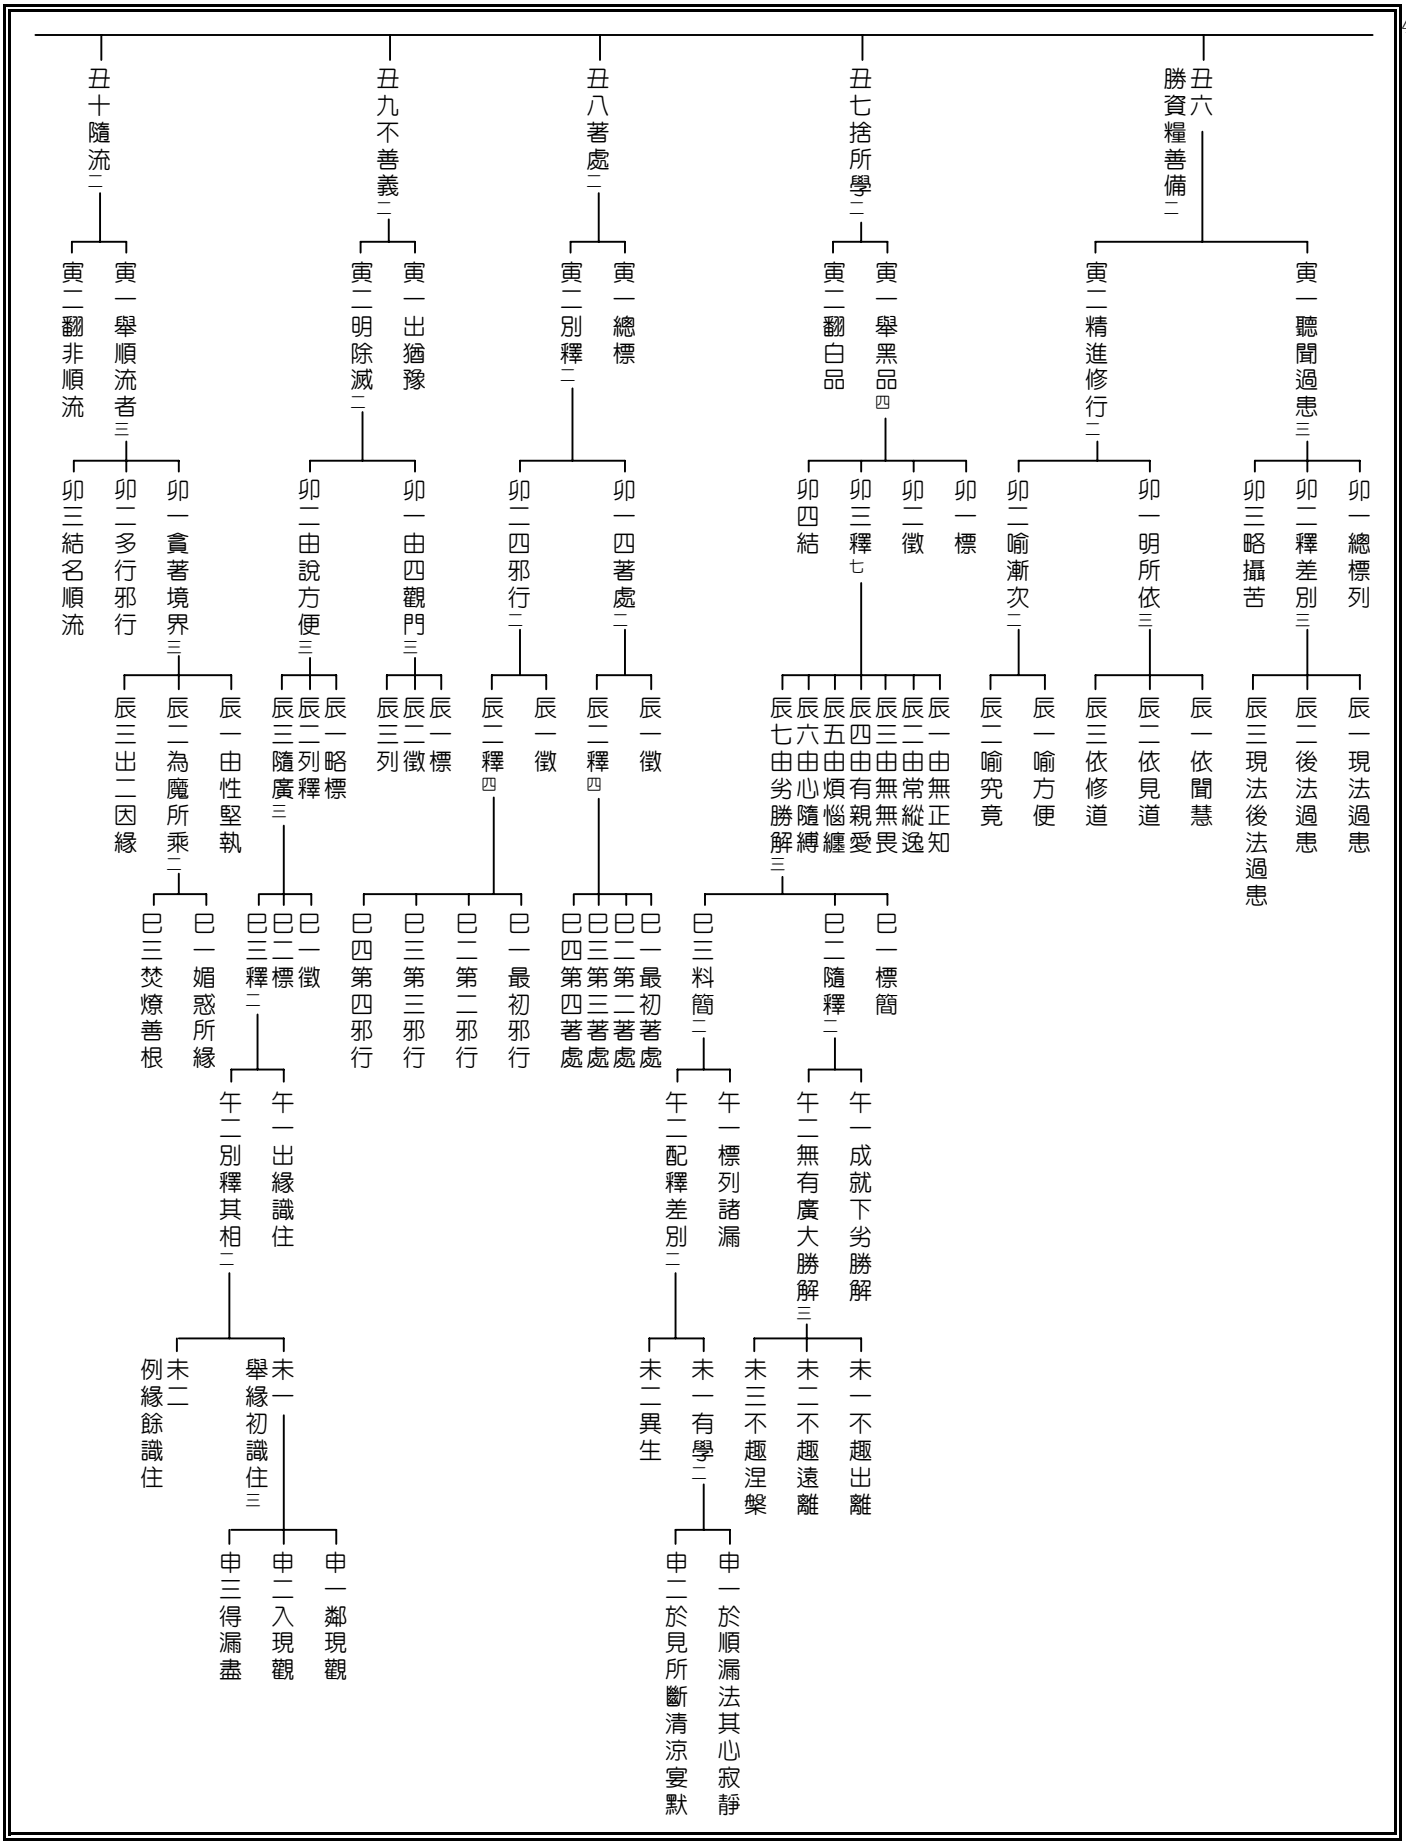 丑六
勝資糧善備二
丑七捨所學二
丑八著處二
丑九不善義二
丑十隨流二
寅一聽聞過患三
寅二精進修行二
寅一舉黑品四
寅二翻白品
寅一總標
寅二別釋二
寅一出猶豫
寅二明除滅二
寅一舉順流者三
寅二翻非順流
卯一總標列
卯二釋差別三
卯三略攝苦
卯一明所依三
卯二喻漸次二
卯一標
卯二徵
卯三釋七
卯四結
卯一四著處二
卯二四邪行二
卯一由四觀門三
卯二由說方便三
卯一貪著境界三
卯二多行邪行
卯三結名順流
辰一現法過患
辰二後法過患
辰三現法後法過患
辰一依聞慧
辰二依見道
辰三依修道
辰一喻方便
辰二喻究竟
辰一由無正知
辰二由常縱逸
辰三由無無畏
辰四由有親愛
辰五由煩惱纏
辰六由心隨縛
辰七由劣勝解三
辰一徵
辰二釋四
辰一徵
辰二釋四
辰一標
辰二徵
辰三列
辰一略標
辰二列釋
辰三隨廣三
辰一由性堅執
辰二為魔所乘二
辰三出二因緣
巳一標簡
巳二隨釋二
巳三料簡二
巳一最初著處
巳二第二著處
巳三第三著處
巳四第四著處
巳一最初邪行
巳二第二邪行
巳三第三邪行
巳四第四邪行
巳一徵
巳二標
巳三釋二
巳一媚惑所緣
巳三焚燎善根
午一成就下劣勝解
午二無有廣大勝解三
午一標列諸漏
午二配釋差別二
午一出緣識住
午二別釋其相二
未一不趣出離
未二不趣遠離
未三不趣涅槃
未一有學二
未二異生
未一
舉緣初識住三
未二
例緣餘識住
申一於順漏法其心寂靜
申二於見所斷清涼宴默
申一鄰現觀
申二入現觀
申三得漏盡